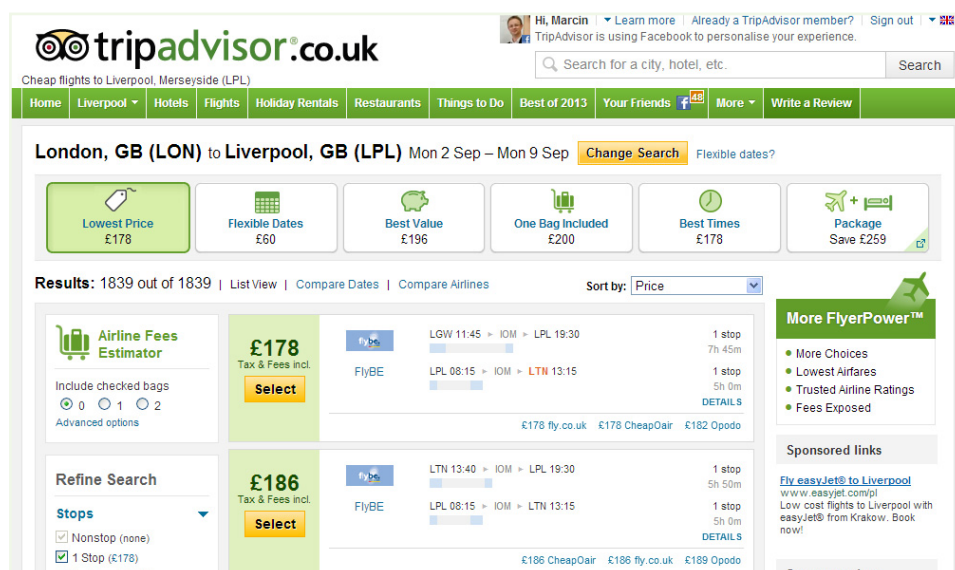 Hi, Marcin Learn more Already a TripAdvisor member? Sign out
TripAdvisor is using Facebook to personalise your experience.
tripadvisor®.co.uk
Search for a city, hotel, etc. Search
Cheap flights to Liverpool, Merseyside (LPL)
Home Liverpool Hotels Flights Holiday Rentals Restaurants Things to Do Best of 2013 Your Friends f 48 More Write a Review
London, GB (LON) to Liverpool, GB (LPL) Mon 2 Sep – Mon 9 Sep Change Search Flexible dates?
Lowest Price
£178
Flexible Dates
£60
Best Value
£196
One Bag Included
£200
Best Times
£178
+
Package
Save £259
Results: 1839 out of 1839 | List View | Compare Dates | Compare Airlines
Sort by: Price
Airline Fees
Estimator
Include checked bags
0 1 2
Advanced options
Refine Search
Stops
Nonstop (none)
1 Stop (£178)
£178
Tax & Fees incl.
Select
flybe.
FlyBE
LGW 11:45 IOM LPL 19:30
1 stop
7h 45m
LPL 08:15 IOM LTN 13:15
1 stop
5h 0m
DETAILS
£178 fly.co.uk £178 CheapOair £182 Opodo
£186
Tax & Fees incl.
Select
flybe.
FlyBE
LTN 13:40 IOM LPL 19:30
1 stop
5h 50m
LPL 08:15 IOM LTN 13:15
1 stop
5h 0m
DETAILS
£186 CheapOair £186 fly.co.uk £189 Opodo
More FlyerPower™
More Choices
Lowest Airfares
Trusted Airline Ratings
Fees Exposed
Sponsored links
Fly easyJet® to Liverpool
www.easyjet.com/pl
Low cost flights to Liverpool with
easyJet® from Krakow. Book
now!